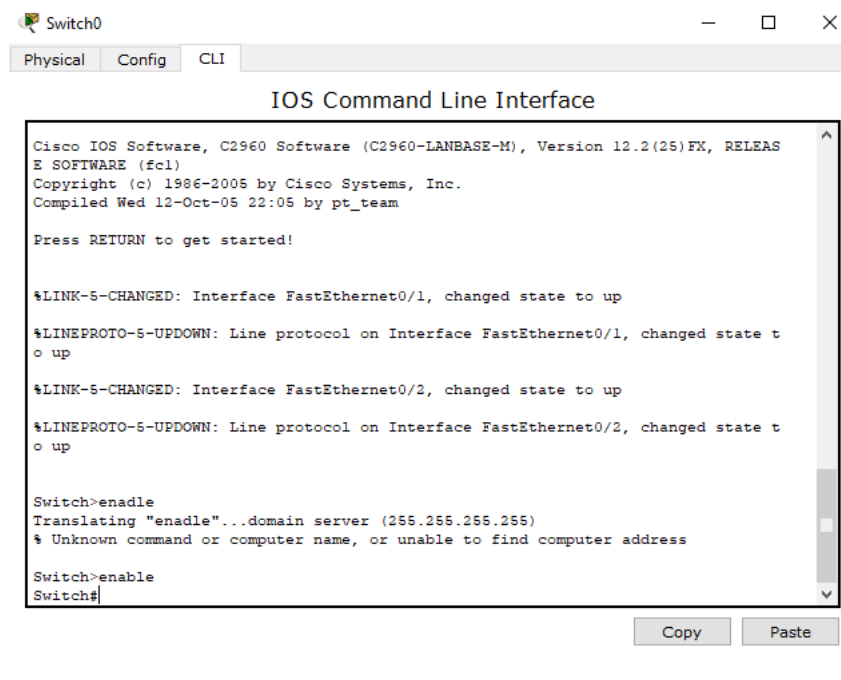 Switch0
Physical Config CLI
IOS Command Line Interface
Cisco IOS Software, C2960 Software (C2960-LANBASE-M), Version 12.2(25)FX, RELEAS
E SOFTWARE (fc1)
Copyright (c) 1986-2005 by Cisco Systems, Inc.
Compiled Wed 12-Oct-05 22:05 by pt_team
Press RETURN to get started!
%LINK-5-CHANGED: Interface FastEthernet0/1, changed state to up
%LINEPROTO-5-UPDOWN: Line protocol on Interface FastEthernet0/1, changed state t
o up
%LINK-5-CHANGED: Interface FastEthernet0/2, changed state to up
%LINEPROTO-5-UPDOWN: Line protocol on Interface FastEthernet0/2, changed state t
o up
Switch>enadle
Translating "enadle"...domain server (255.255.255.255)
% Unknown command or computer name, or unable to find computer address
Switch>enable
Switch#
Copy Paste